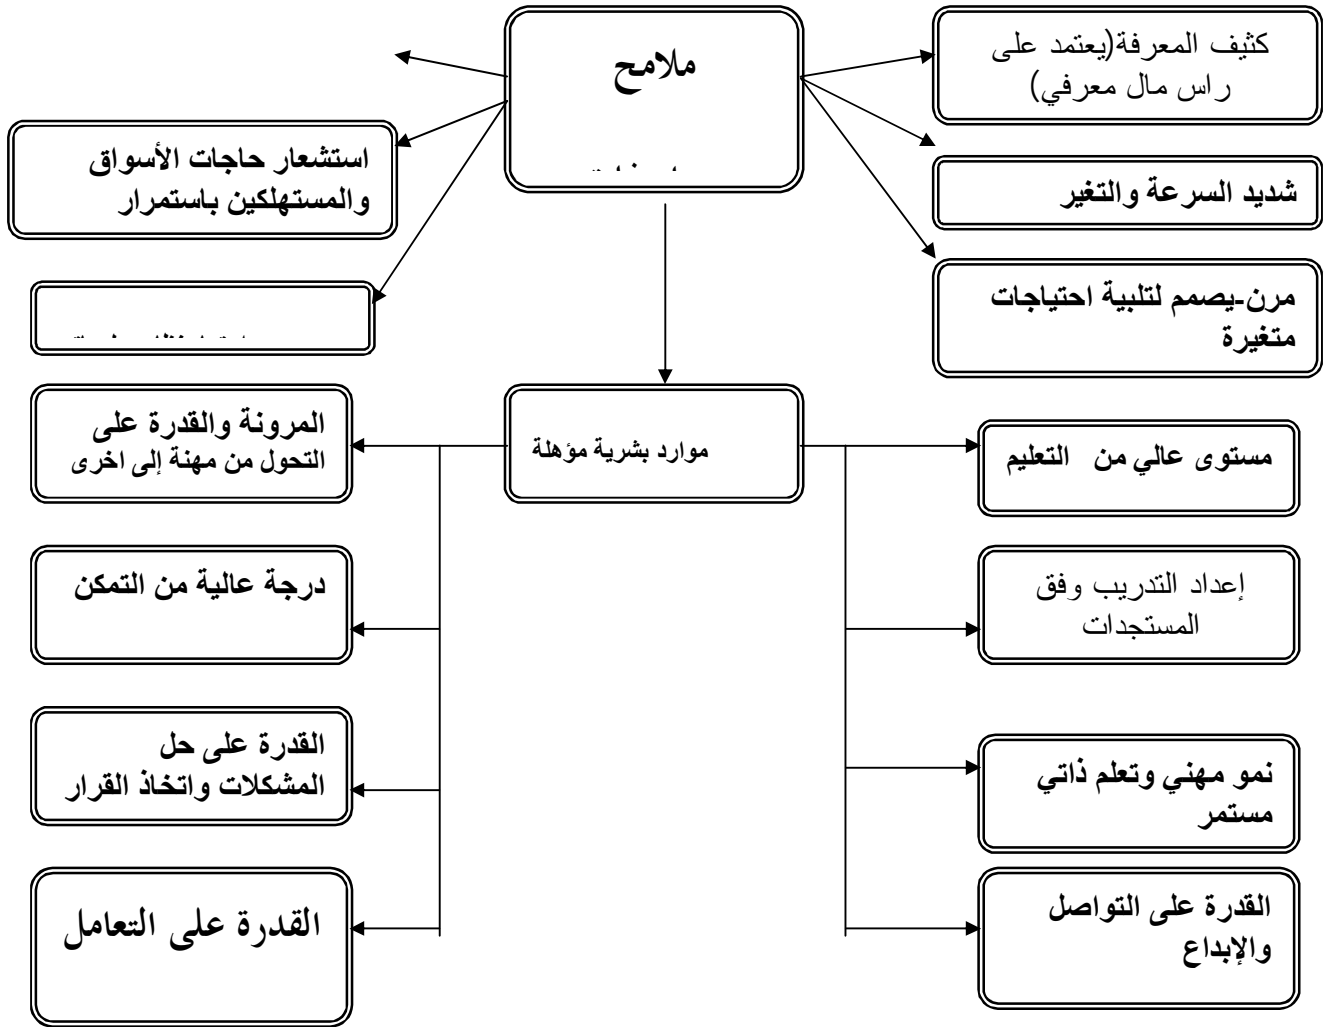 ملامح
كثيف المعرفة(يعتمد على
راس مال معرفي)
شديد السرعة والتغير
مرن-يصمم لتلبية احتياجات
متغيرة
استشعار حاجات الأسواق
والمستهلكين باستمرار
موارد بشرية مؤهلة
مستوى عالي من التعليم
إعداد التدريب وفق
المستجدات
نمو مهني وتعلم ذاتي
مستمر
القدرة على التواصل
والإبداع
المرونة والقدرة على
التحول من مهنة إلى اخرى
درجة عالية من التمكن
القدرة على حل
المشكلات واتخاذ القرار
القدرة على التعامل